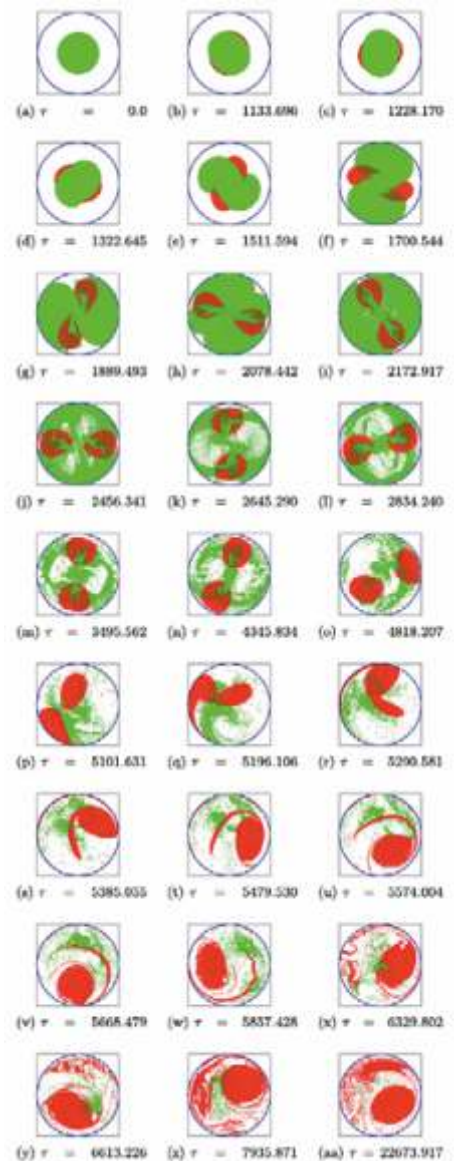 (a) τ = 0.0 (b) τ = 1133.696 (c) τ = 1228.170
(d) τ = 1322.645 (e) τ = 1511.594 (f) τ = 1700.544
(g) τ = 1889.493 (h) τ = 2078.442 (i) τ = 2172.917
(j) τ = 2456.341 (k) τ = 2645.290 (l) τ = 2834.240
(m) τ = 3495.562 (n) τ = 4345.834 (o) τ = 4818.207
(p) τ = 5101.631 (q) τ = 5196.106 (r) τ = 5290.581
(s) τ = 5385.055 (t) τ = 5479.530 (u) τ = 5574.004
(v) τ = 5668.479 (w) τ = 5857.428 (x) τ = 6329.802
(y) τ = 6613.226 (z) τ = 7935.871 (aa) τ = 22673.917